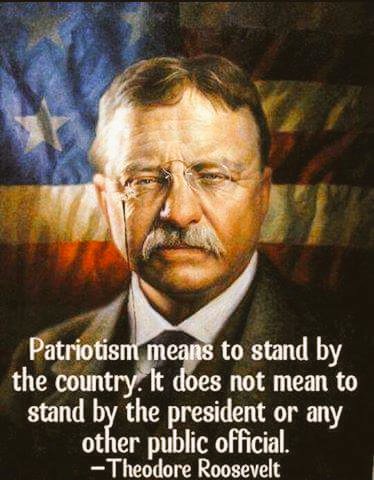 Patriotism means to stand by
the country. It does not mean to
stand by the president or any
other public official.
—Theodore Roosevelt